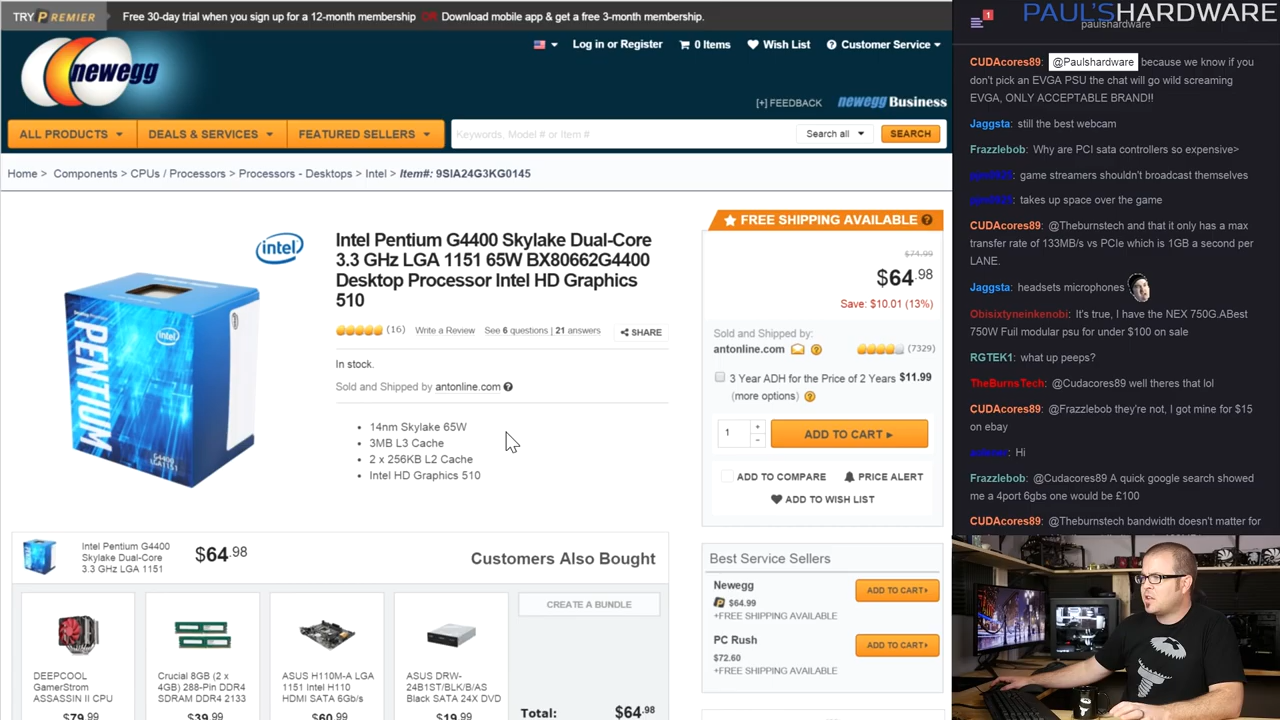 TRY PREMIER
Free 30-day trial when you sign up for a 12-month membership OR Download mobile app & get a free 3-month membership.
newegg
Log in or Register
0 Items
Wish List
Customer Service
[+] FEEDBACK
newegg Business
ALL PRODUCTS
DEALS & SERVICES
FEATURED SELLERS
Keywords, Model # or Item #
Search all
SEARCH
Home > Components > CPUs / Processors > Processors - Desktops > Intel > Item#: 9SIA24G3KG0145
intel
Intel Pentium G4400 Skylake Dual-Core
3.3 GHz LGA 1151 65W BX80662G4400
Desktop Processor Intel HD Graphics
510
(16)
Write a Review
See 6 questions | 21 answers
SHARE
In stock.
Sold and Shipped by antonline.com
14nm Skylake 65W
3MB L3 Cache
2 x 256KB L2 Cache
Intel HD Graphics 510
PENTIUM
intel
FREE SHIPPING AVAILABLE
$74.99
$64.98
Save: $10.01 (13%)
Sold and Shipped by:
antonline.com
(7329)
3 Year ADH for the Price of 2 Years $11.99
(more options)
1
ADD TO CART
ADD TO COMPARE
PRICE ALERT
ADD TO WISH LIST
Intel Pentium G4400
Skylake Dual-Core
3.3 GHz LGA 1151
$64.98
Customers Also Bought
CREATE A BUNDLE
DEEPCOOL
GamerStrom
ASSASSIN II CPU
$79.99
Crucial 8GB (2 x
4GB) 288-Pin DDR4
SDRAM DDR4 2133
$39.99
ASUS H110M-A LGA
1151 Intel H110
HDMI SATA 6Gb/s
$60.99
ASUS DRW-
24B1ST/BLK/B/AS
Black SATA 24X DVD
$19.99
Total: $64.98
Best Service Sellers
Newegg
$64.99
+FREE SHIPPING AVAILABLE
ADD TO CART
PC Rush
$72.60
+FREE SHIPPING AVAILABLE
ADD TO CART
1
PAUL'SHARDWARE
paulshardware
CUDAcores89: @Paulshardware because we know if you
don't pick an EVGA PSU the chat will go wild screaming
EVGA, ONLY ACCEPTABLE BRAND!!
Jaggsta: still the best webcam
Frazzlebob: Why are PCI sata controllers so expensive>
game streamers shouldn't broadcast themselves
takes up space over the game
CUDAcores89: @Theburnstech and that it only has a max
transfer rate of 133MB/s vs PCIe which is 1GB a second per
LANE.
Jaggsta: headsets microphones
Obisixtyneinkenobi: It's true, I have the NEX 750G.ABest
750W Fuil modular psu for under $100 on sale
RGTEK1: what up peeps?
TheBurnsTech: @Cudacores89 well theres that lol
CUDAcores89: @Frazzlebob they're not, I got mine for $15
on ebay
Hi
Frazzlebob: @Cudacores89 A quick google search showed
me a 4port 6gbs one would be £100
CUDAcores89: @Theburnstech bandwidth doesn't matter for